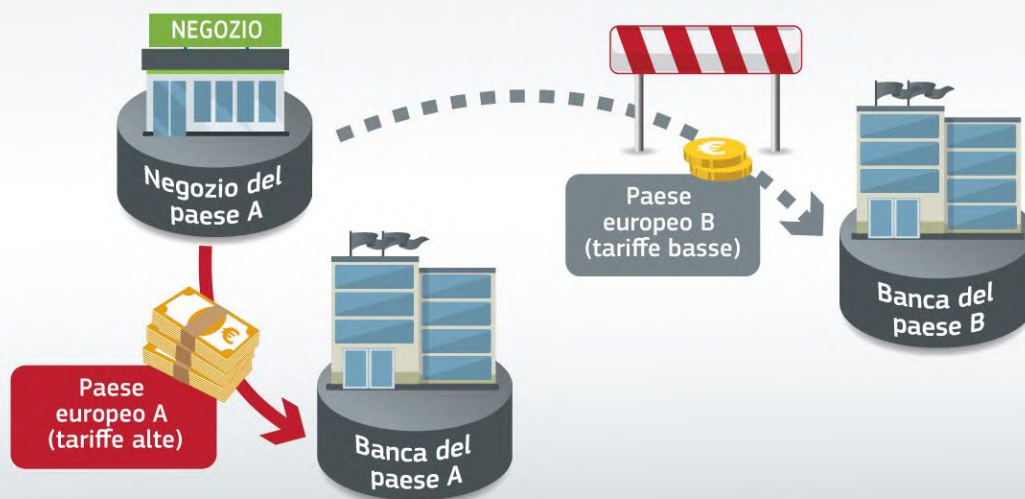 NEGOZIO
Negozio del
paese A
Paese
europeo B
(tariffe basse)
Banca del
paese B
Paese
europeo A
(tariffe alte)
Banca del
paese A